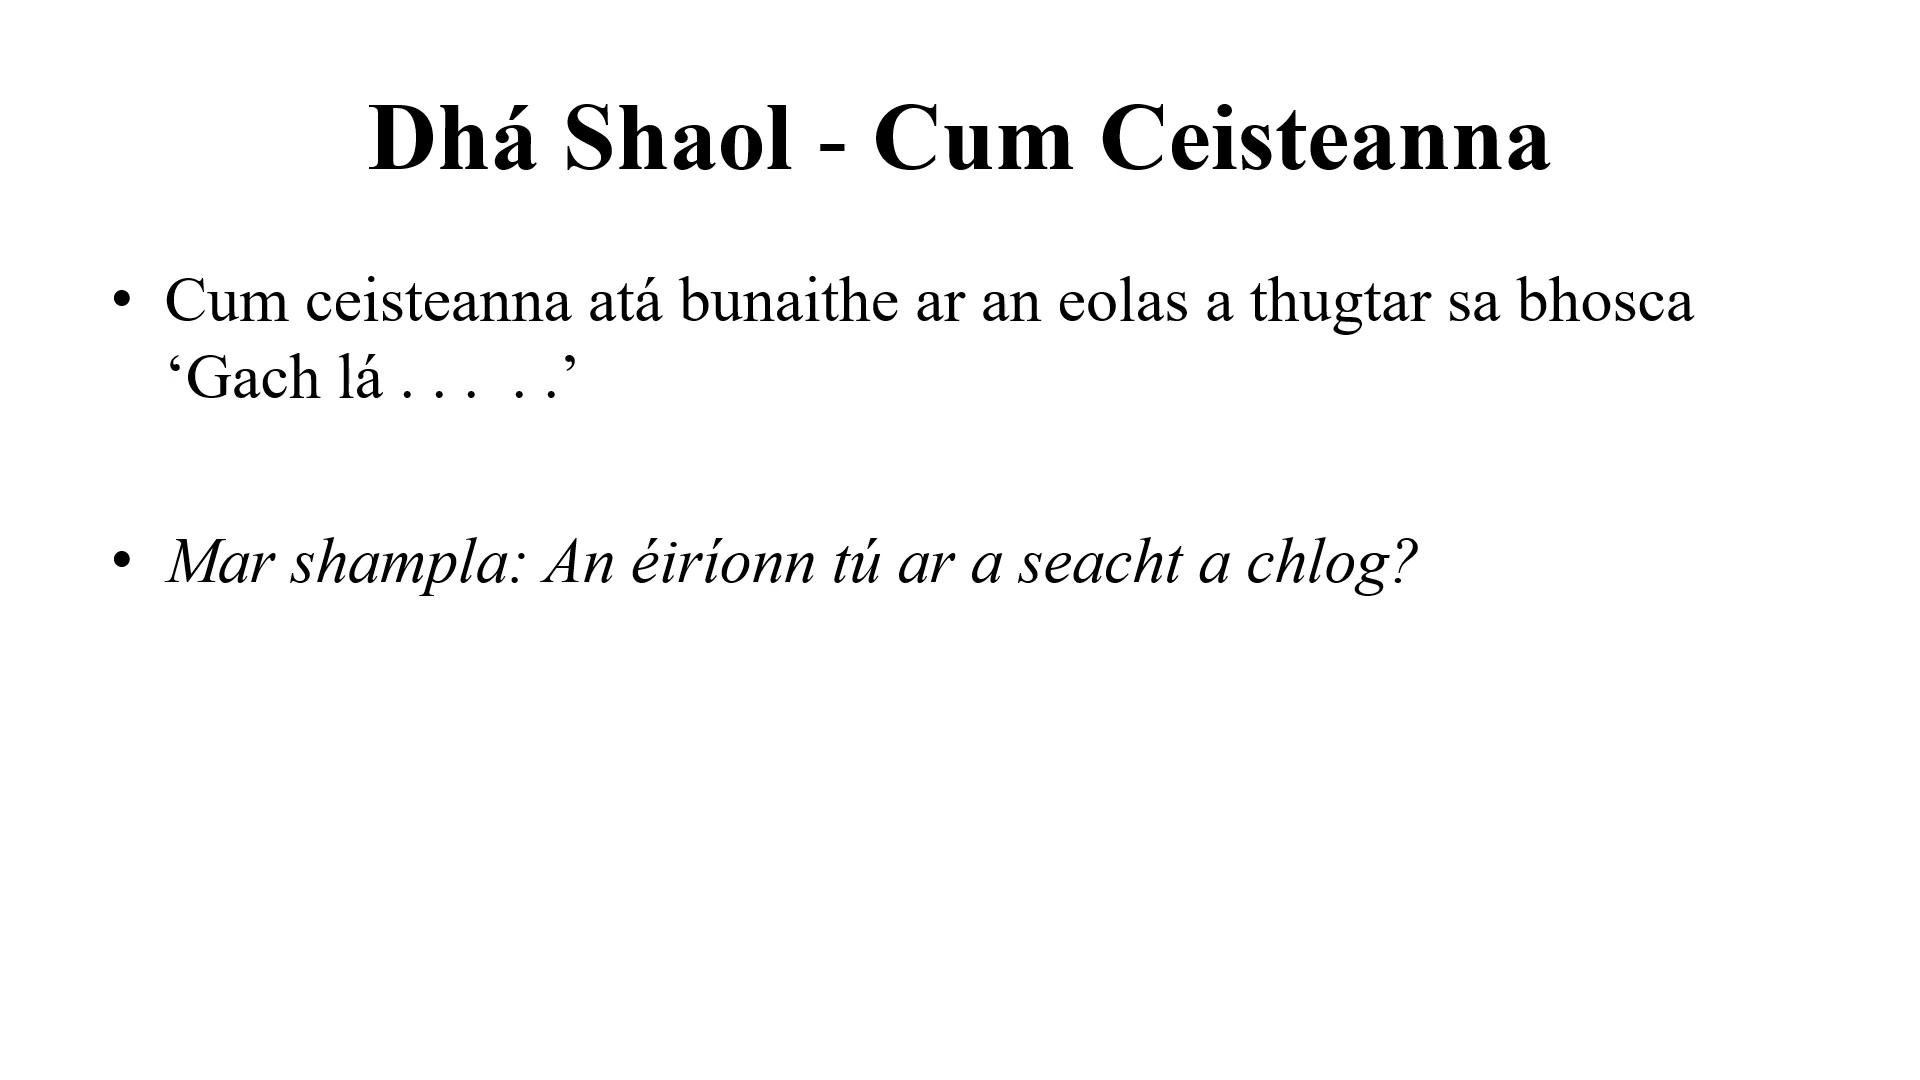 Dhá Shaol - Cum Ceisteanna
• Cum ceisteanna atá bunaithe ar an eolas a thugtar sa bhosca
‘Gach lá . . .  . .’
• Mar shampla: An éiríonn tú ar a seacht a chlog?